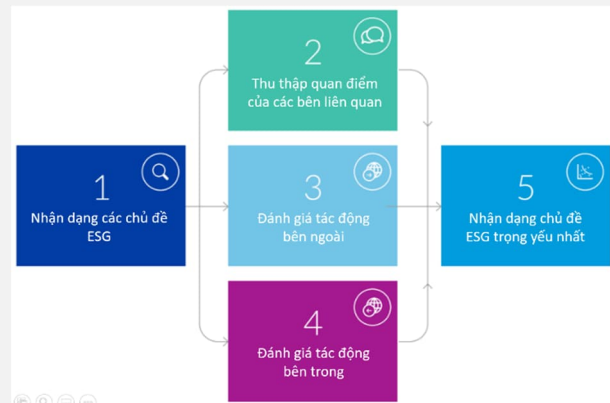 1
Nhận dạng các chủ đề
ESG
2
Thu thập quan điểm
của các bên liên quan
3
Đánh giá tác động
bên ngoài
4
Đánh giá tác động
bên trong
5
Nhận dạng chủ đề
ESG trọng yếu nhất